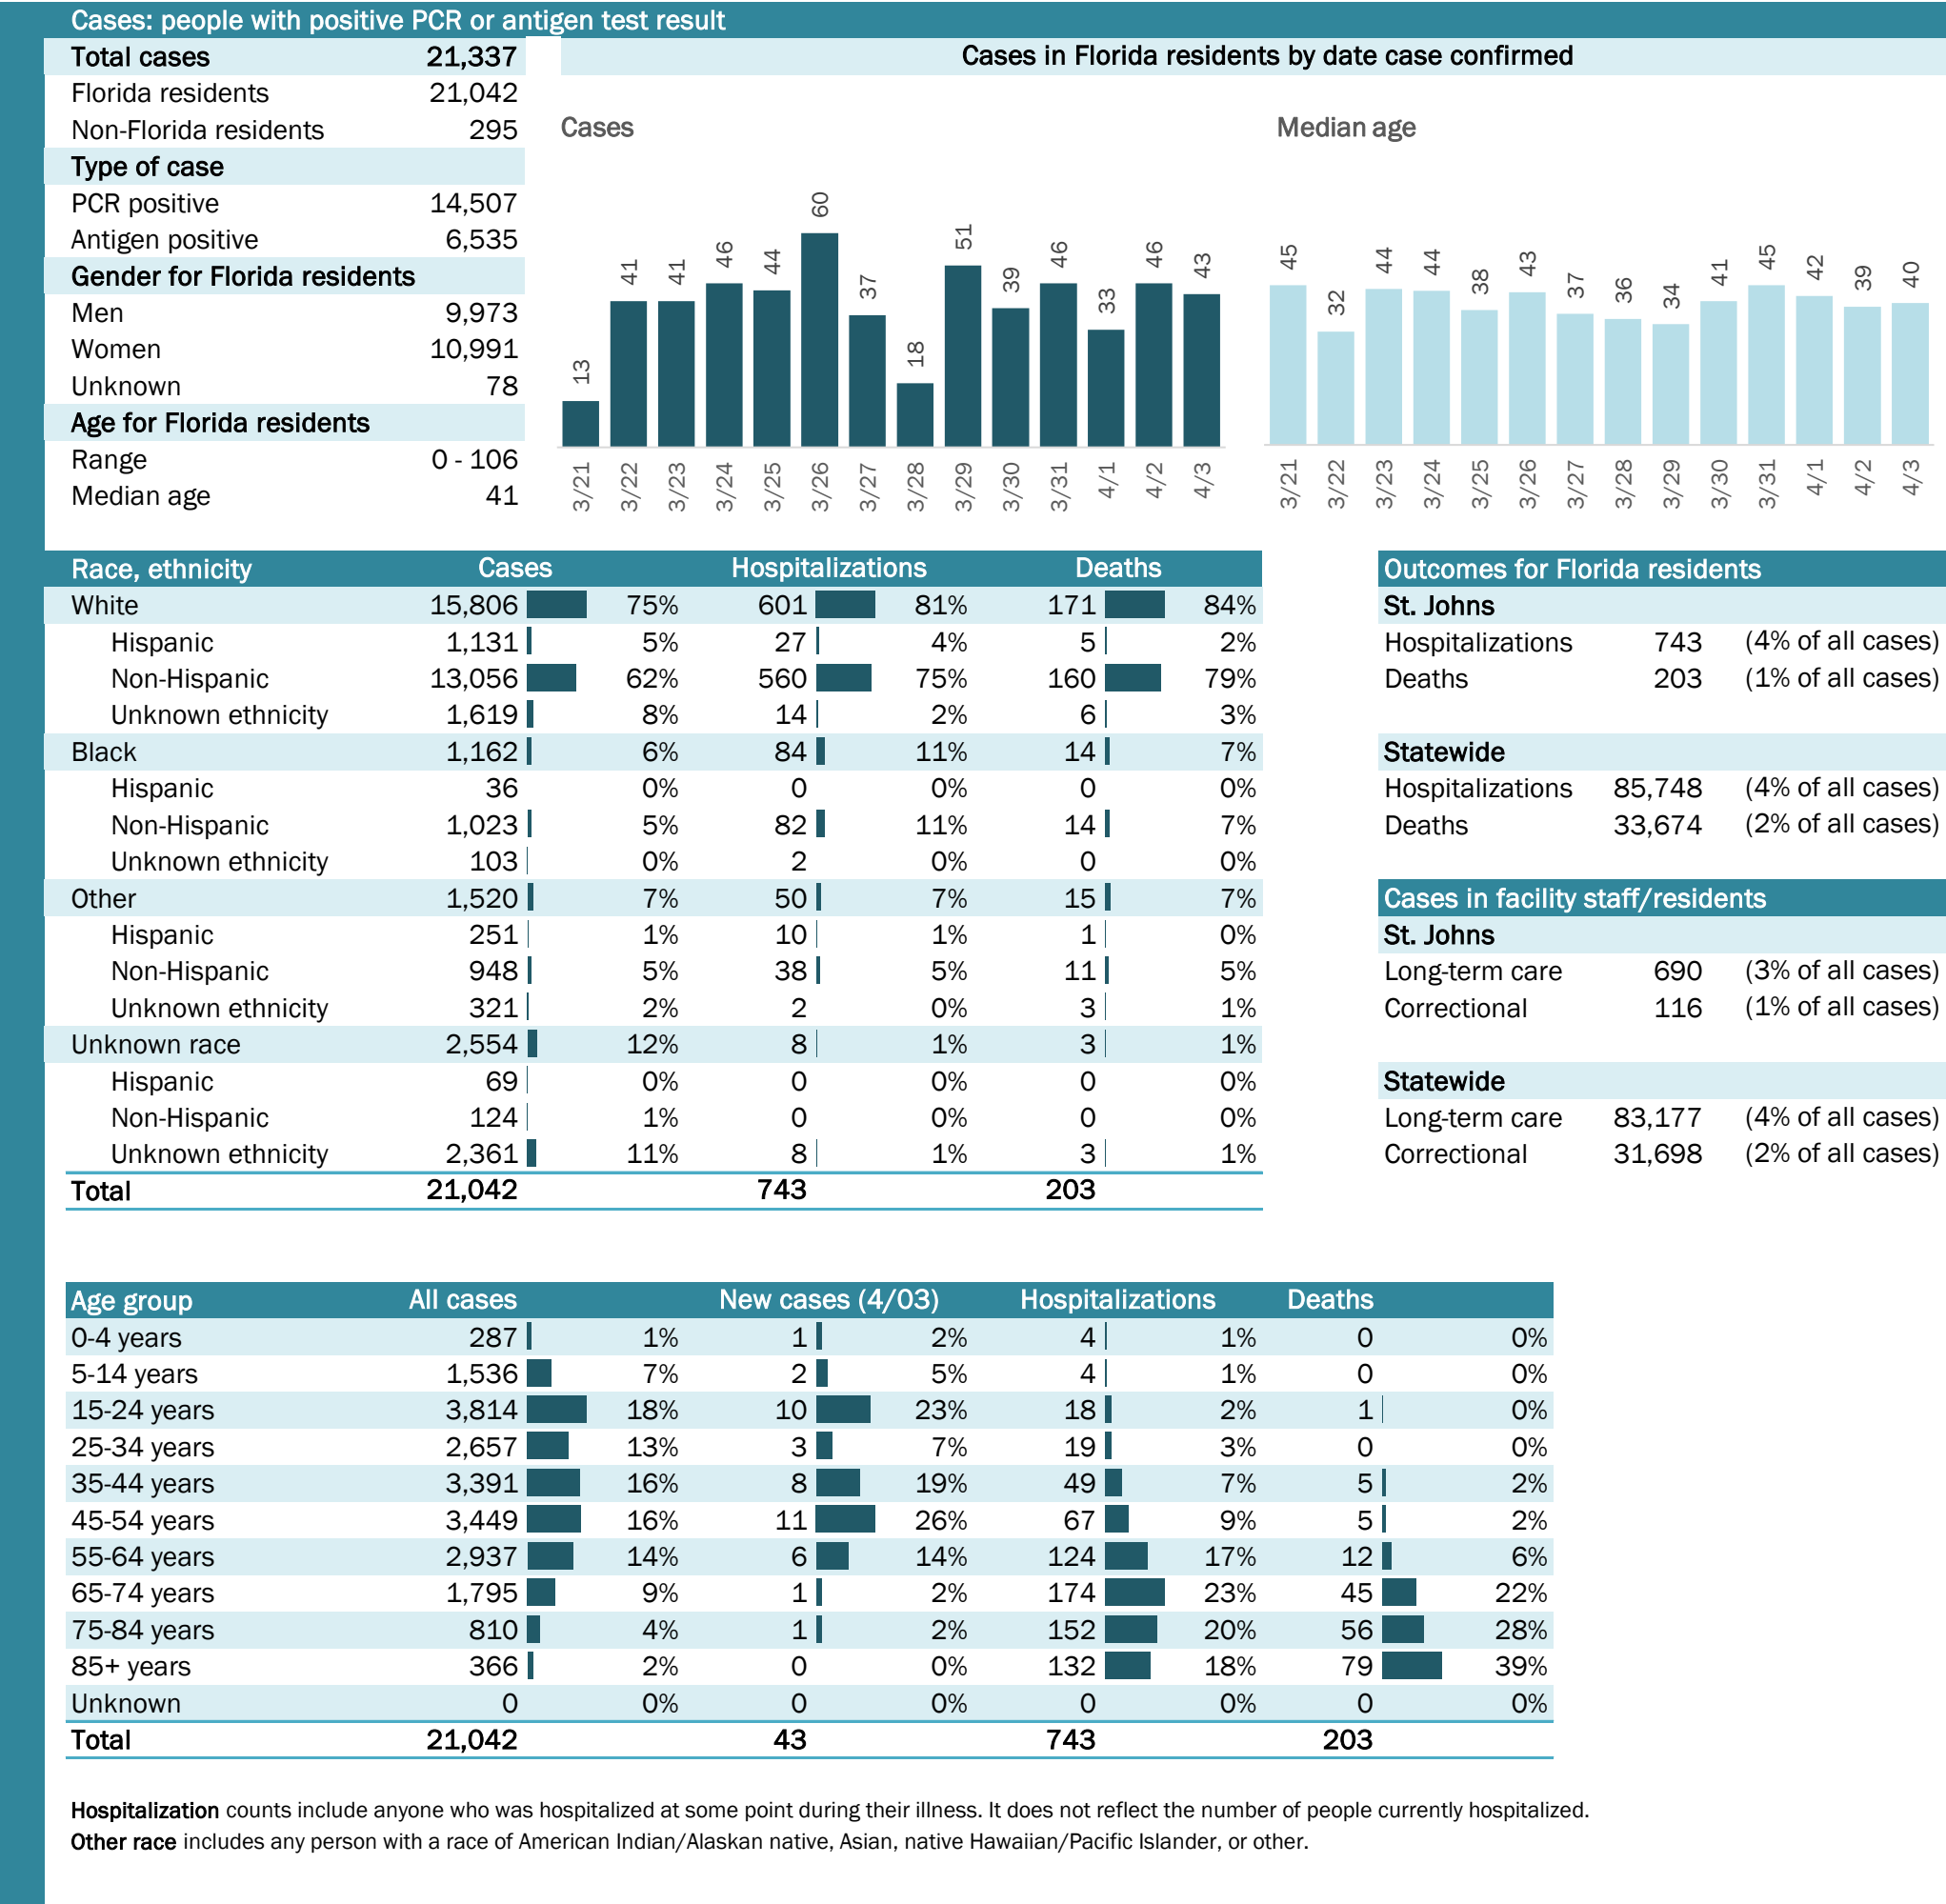 Cases: people with positive PCR or antigen test result
Total cases 21,337
Florida residents 21,042
Non-Florida residents 295
Type of case
PCR positive 14,507
Antigen positive 6,535
Gender for Florida residents
Men 9,973
Women 10,991
Unknown 78
Age for Florida residents
Range 0 - 106
Median age 41
Cases in Florida residents by date case confirmed
Cases
13 41 41 46 44 60 37 18 51 39 46 33 46 43
3/21 3/22 3/23 3/24 3/25 3/26 3/27 3/28 3/29 3/30 3/31 4/1 4/2 4/3
Median age
45 32 44 44 38 43 37 36 34 41 45 42 39 40
3/21 3/22 3/23 3/24 3/25 3/26 3/27 3/28 3/29 3/30 3/31 4/1 4/2 4/3
Race, ethnicity Cases Hospitalizations Deaths
White 15,806 75% 601 81% 171 84%
Hispanic 1,131 5% 27 4% 5 2%
Non-Hispanic 13,056 62% 560 75% 160 79%
Unknown ethnicity 1,619 8% 14 2% 6 3%
Black 1,162 6% 84 11% 14 7%
Hispanic 36 0% 0 0% 0 0%
Non-Hispanic 1,023 5% 82 11% 14 7%
Unknown ethnicity 103 0% 2 0% 0 0%
Other 1,520 7% 50 7% 15 7%
Hispanic 251 1% 10 1% 1 0%
Non-Hispanic 948 5% 38 5% 11 5%
Unknown ethnicity 321 2% 2 0% 3 1%
Unknown race 2,554 12% 8 1% 3 1%
Hispanic 69 0% 0 0% 0 0%
Non-Hispanic 124 1% 0 0% 0 0%
Unknown ethnicity 2,361 11% 8 1% 3 1%
Total 21,042 743 203
Outcomes for Florida residents
St. Johns
Hospitalizations 743 (4% of all cases)
Deaths 203 (1% of all cases)
Statewide
Hospitalizations 85,748 (4% of all cases)
Deaths 33,674 (2% of all cases)
Cases in facility staff/residents
St. Johns
Long-term care 690 (3% of all cases)
Correctional 116 (1% of all cases)
Statewide
Long-term care 83,177 (4% of all cases)
Correctional 31,698 (2% of all cases)
Age group All cases New cases (4/03) Hospitalizations Deaths
0-4 years 287 1% 1 2% 4 1% 0 0%
5-14 years 1,536 7% 2 5% 4 1% 0 0%
15-24 years 3,814 18% 10 23% 18 2% 1 0%
25-34 years 2,657 13% 3 7% 19 3% 0 0%
35-44 years 3,391 16% 8 19% 49 7% 5 2%
45-54 years 3,449 16% 11 26% 67 9% 5 2%
55-64 years 2,937 14% 6 14% 124 17% 12 6%
65-74 years 1,795 9% 1 2% 174 23% 45 22%
75-84 years 810 4% 1 2% 152 20% 56 28%
85+ years 366 2% 0 0% 132 18% 79 39%
Unknown 0 0% 0 0% 0 0% 0 0%
Total 21,042 43 743 203
Hospitalization counts include anyone who was hospitalized at some point during their illness. It does not reflect the number of people currently hospitalized.
Other race includes any person with a race of American Indian/Alaskan native, Asian, native Hawaiian/Pacific Islander, or other.